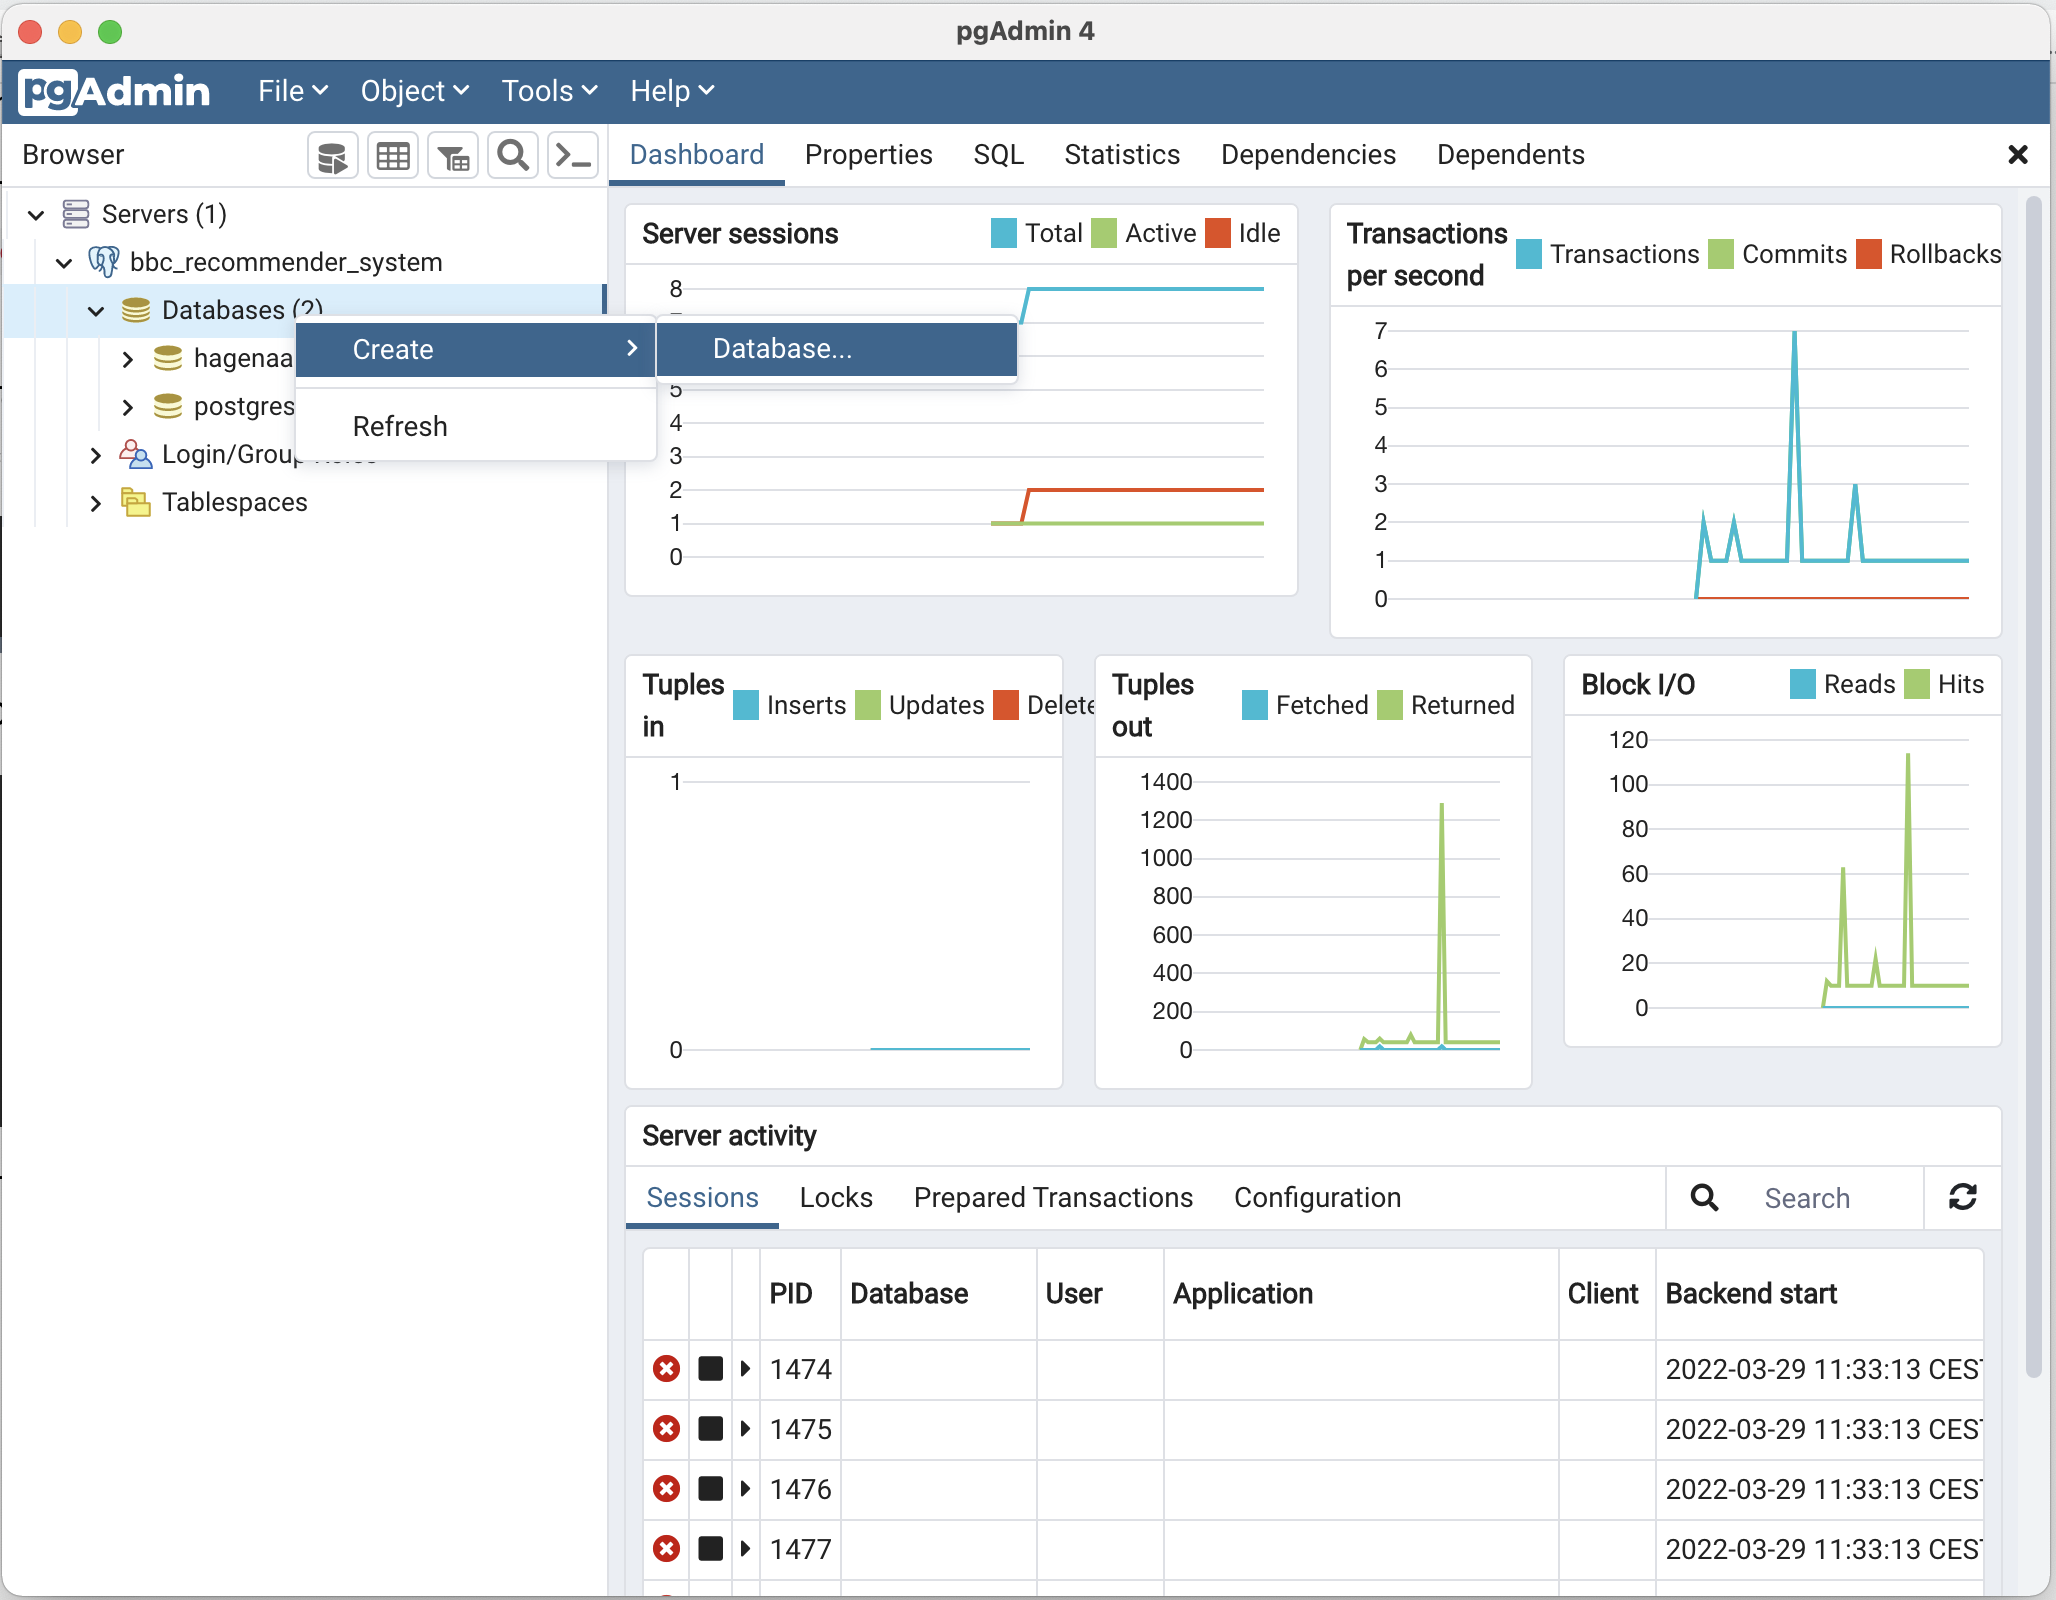 pgAdmin 4
pgAdmin File Object Tools Help
Browser
Dashboard Properties SQL Statistics Dependencies Dependents
Servers (1)
bbc_recommender_system
Databases (2)
hagenaa
postgres
Login/Group
Tablespaces
Create
Database...
Refresh
Server sessions
Total Active Idle
8
5
4
3
2
1
0
Transactions
per second
Transactions Commits Rollbacks
7
6
5
4
3
2
1
0
Tuples
in
Inserts Updates Delete
1
0
Tuples
out
Fetched Returned
1400
1200
1000
800
600
400
200
0
Block I/O
Reads Hits
120
100
80
60
40
20
0
Server activity
Sessions Locks Prepared Transactions Configuration Search
PID Database User Application Client Backend start
1474 2022-03-29 11:33:13 CEST
1475 2022-03-29 11:33:13 CEST
1476 2022-03-29 11:33:13 CEST
1477 2022-03-29 11:33:13 CEST